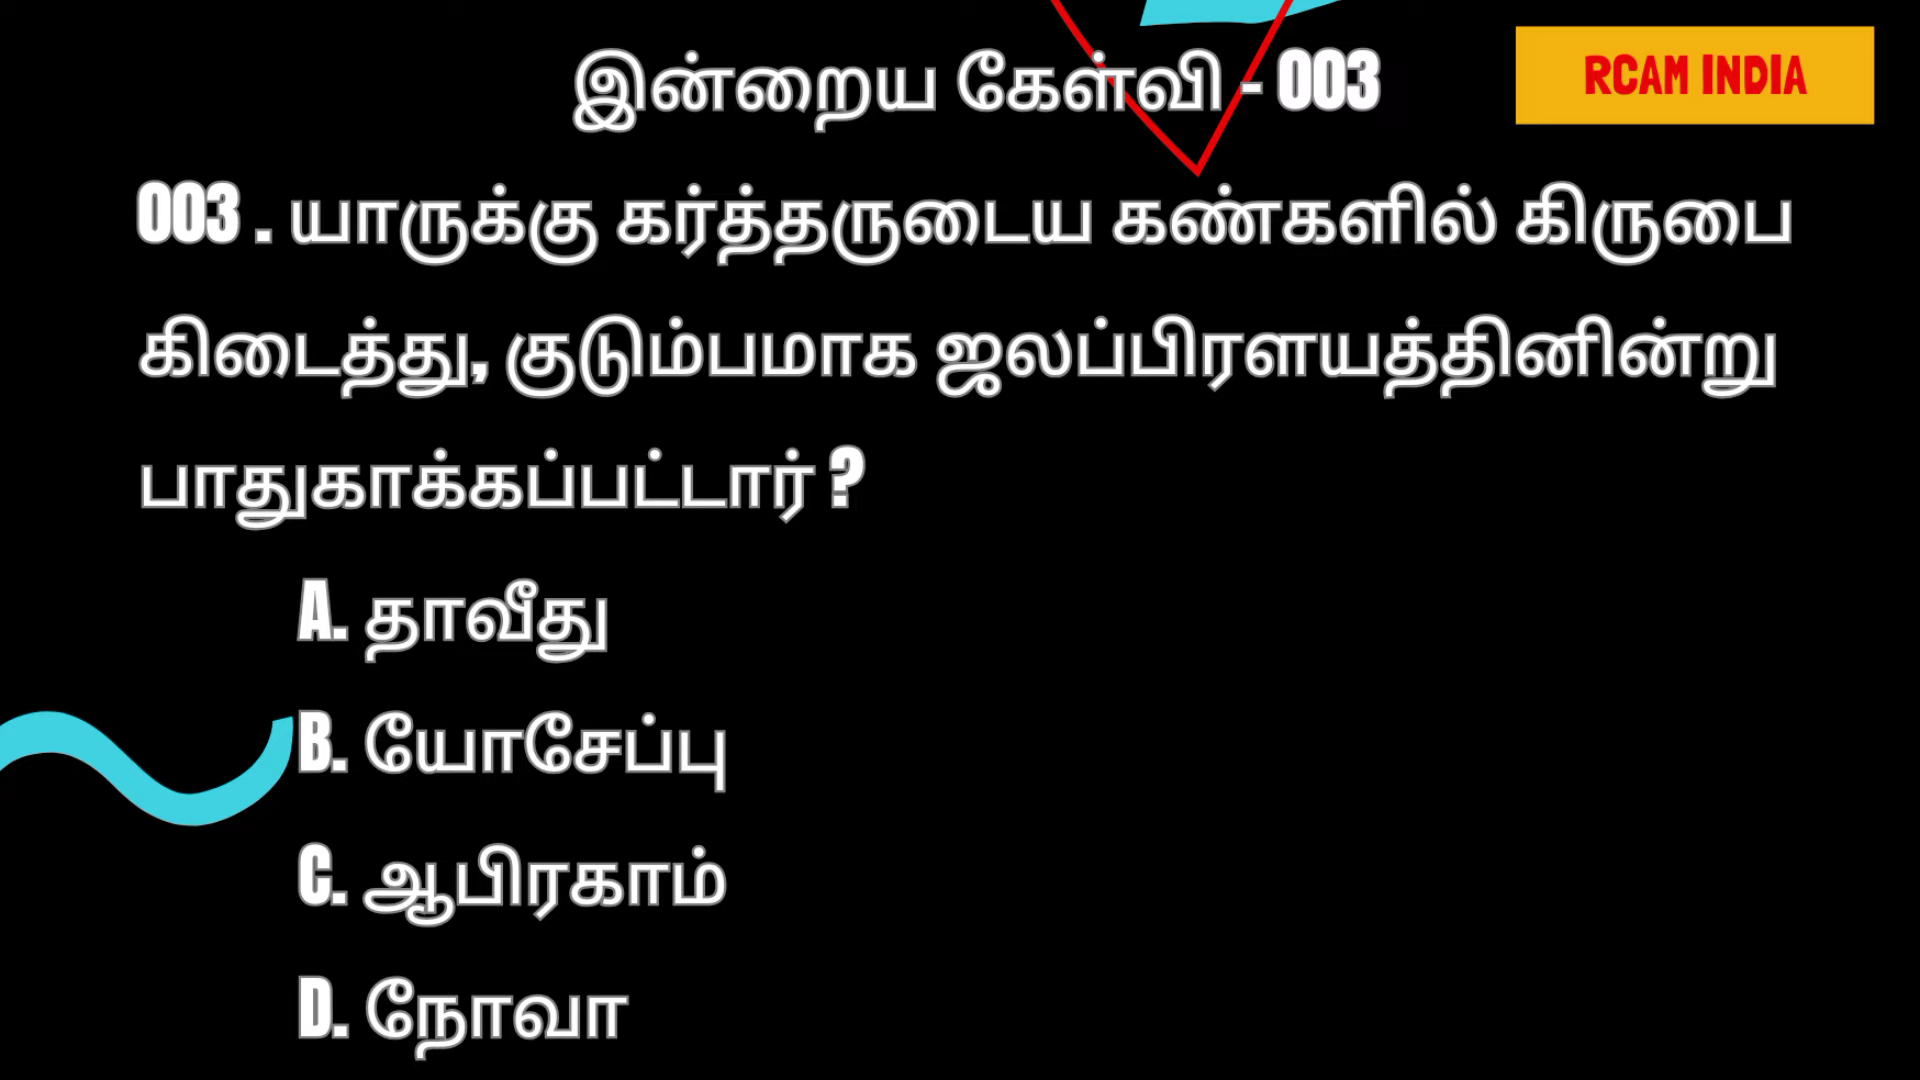 இன்றைய கேள்வி - 003
RCAM INDIA
003 . யாருக்கு கர்த்தருடைய கண்களில் கிருபை
கிடைத்து, குடும்பமாக ஜலப்பிரளயத்தினின்று
பாதுகாக்கப்பட்டார் ?
A. தாவீது
B. யோசேப்பு
C. ஆபிரகாம்
D. நோவா